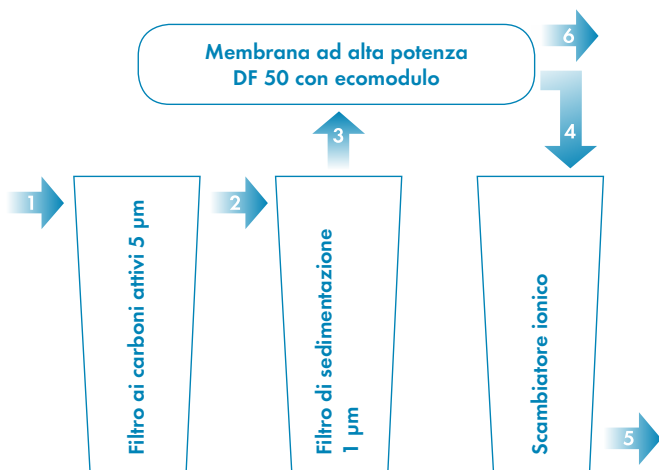 6
Membrana ad alta potenza
DF 50 con ecomodulo
3
4
1
2
Filtro ai carboni attivi 5 µm
Filtro di sedimentazione
1 µm
Scambiatore ionico
5